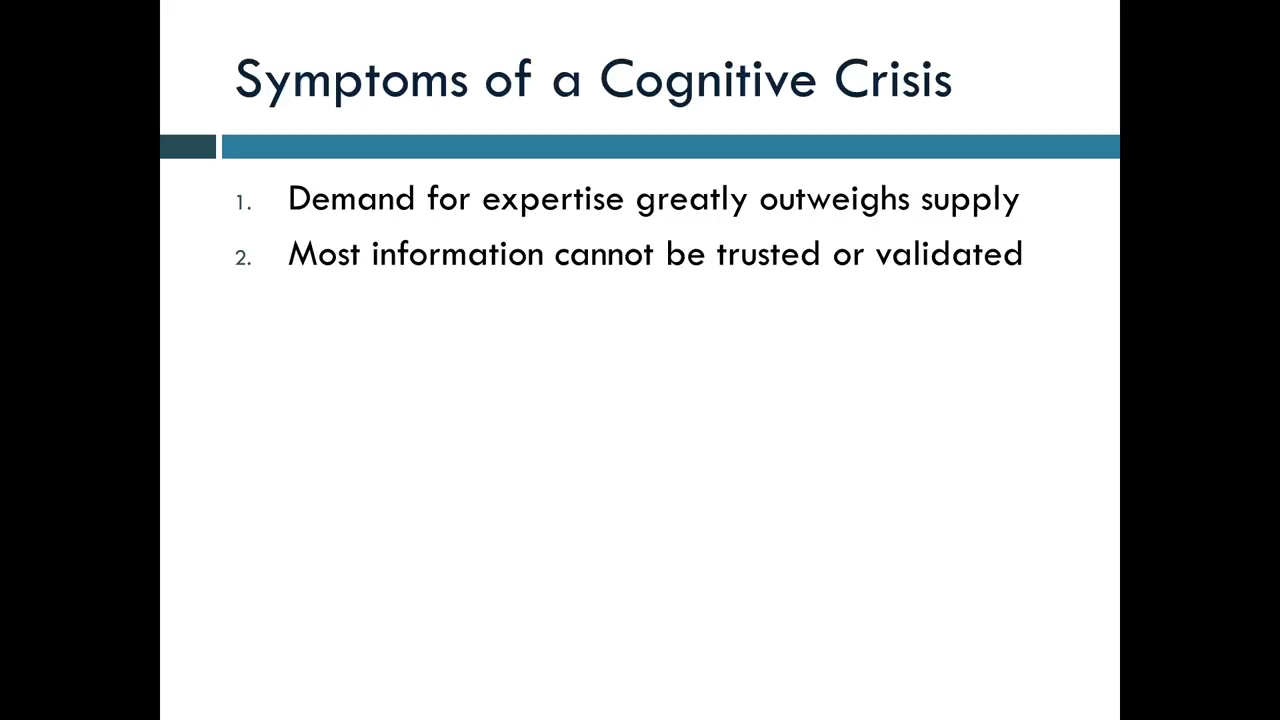 Symptoms of a Cognitive Crisis
1. Demand for expertise greatly outweighs supply
2. Most information cannot be trusted or validated